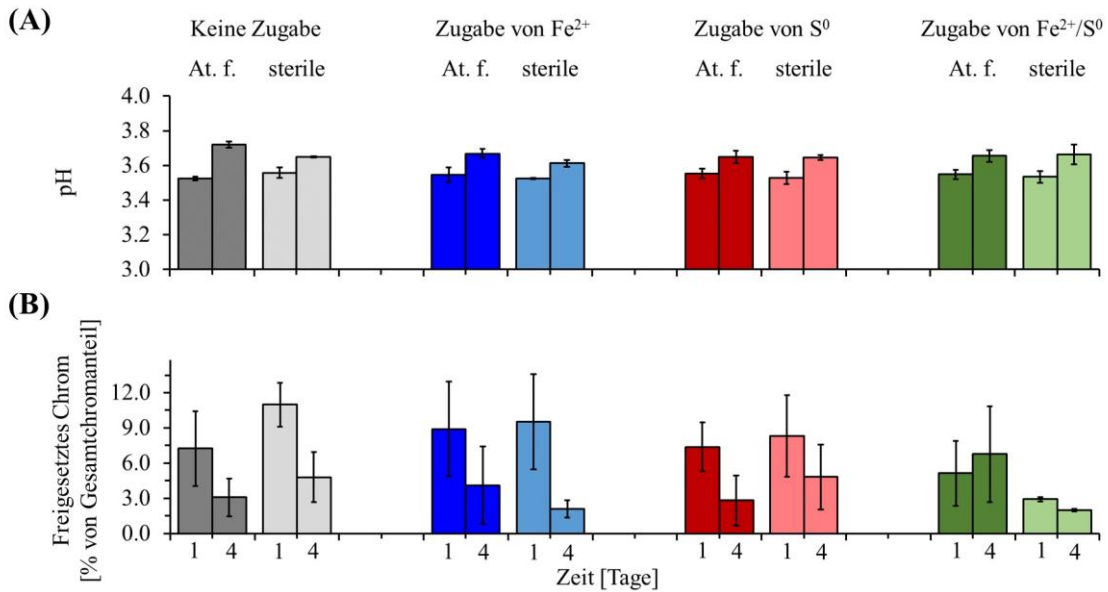 (A)
Keine Zugabe Zugabe von Fe²⁺ Zugabe von S⁰ Zugabe von Fe²⁺/S⁰
At. f. sterile At. f. sterile At. f. sterile At. f. sterile
4.0
3.8
3.6
3.4
3.2
3.0
pH
(B)
12.0
9.0
6.0
3.0
0.0
Freigesetztes Chrom
[% von Gesamtchromanteil]
1 4 1 4 1 4 1 4 1 4 1 4 1 4 1 4
Zeit [Tage]